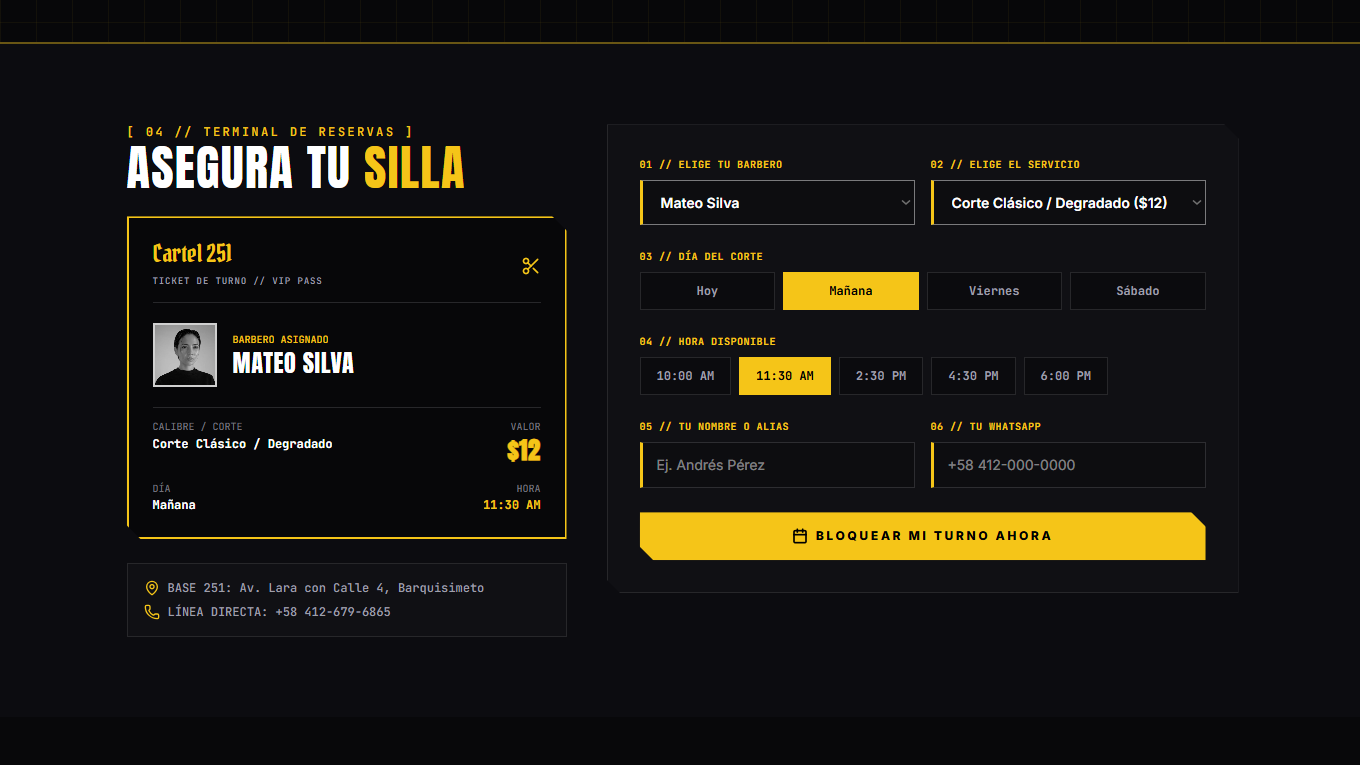 [ 04 // TERMINAL DE RESERVAS ]
ASEGURA TU SILLA
Cartel 251
TICKET DE TURNO // VIP PASS
BARBERO ASIGNADO
MATEO SILVA
CALIBRE / CORTE
Corte Clásico / Degradado
VALOR
$12
DÍA
Mañana
HORA
11:30 AM
BASE 251: Av. Lara con Calle 4, Barquisimeto
LÍNEA DIRECTA: +58 412-679-6865
01 // ELIGE TU BARBERO
Mateo Silva
02 // ELIGE EL SERVICIO
Corte Clásico / Degradado ($12)
03 // DÍA DEL CORTE
Hoy
Mañana
Viernes
Sábado
04 // HORA DISPONIBLE
10:00 AM
11:30 AM
2:30 PM
4:30 PM
6:00 PM
05 // TU NOMBRE O ALIAS
Ej. Andrés Pérez
06 // TU WHATSAPP
+58 412-000-0000
BLOQUEAR MI TURNO AHORA